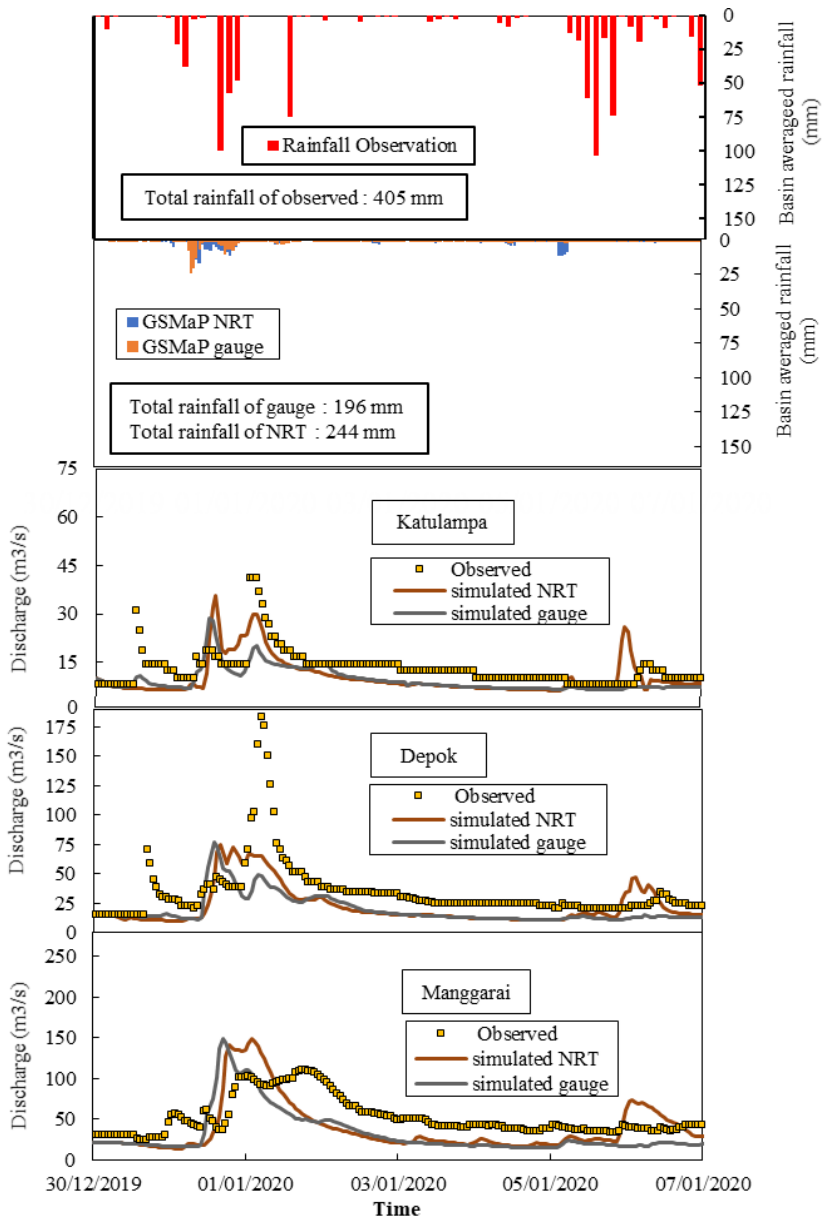 0
25
50
75
100
125
150
Basin averageed rainfall
(mm)
Rainfall Observation
Total rainfall of observed : 405 mm
0
25
50
75
100
125
150
Basin averaged rainfall
(mm)
GSMaP NRT
GSMaP gauge
Total rainfall of gauge : 196 mm
Total rainfall of NRT : 244 mm
75
60
45
30
15
0
Discharge (m3/s)
Katulampa
Observed
simulated NRT
simulated gauge
175
150
125
100
75
50
25
0
Discharge (m3/s)
Depok
Observed
simulated NRT
simulated gauge
250
200
150
100
50
0
Discharge (m3/s)
Manggarai
Observed
simulated NRT
simulated gauge
30/12/2019 01/01/2020 03/01/2020 05/01/2020 07/01/2020
Time